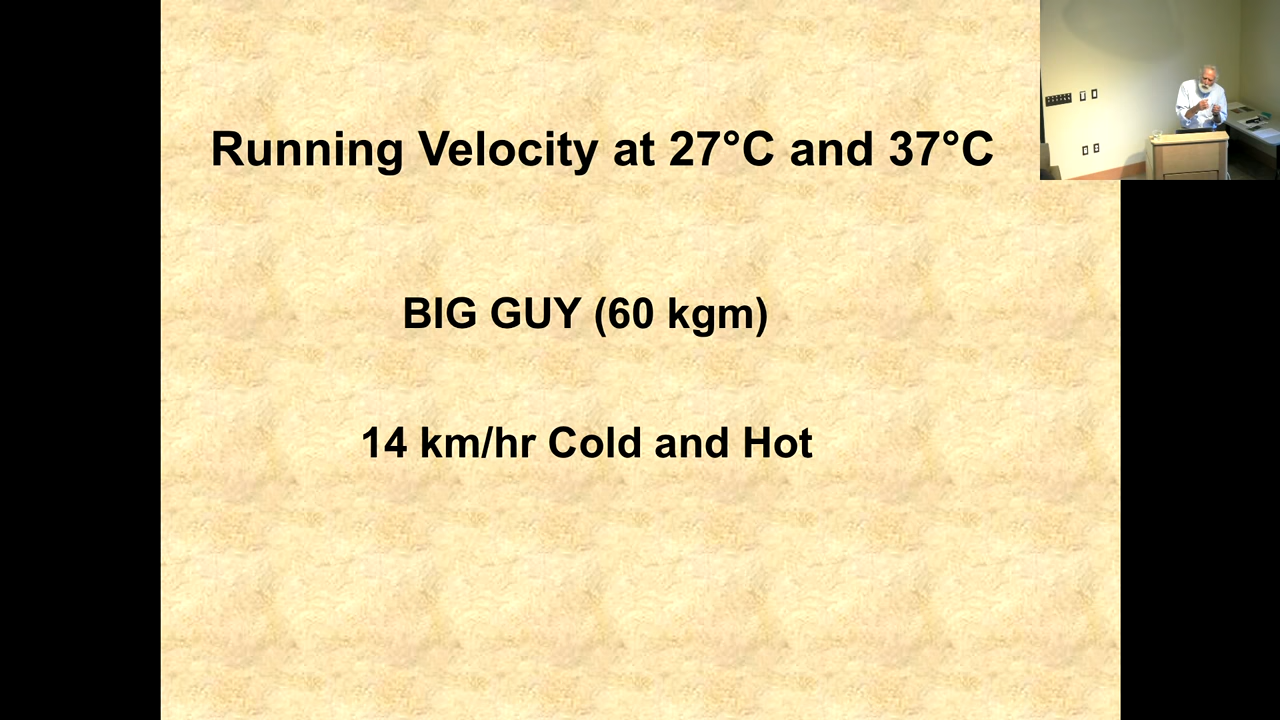 Running Velocity at 27°C and 37°C
BIG GUY (60 kgm)
14 km/hr Cold and Hot